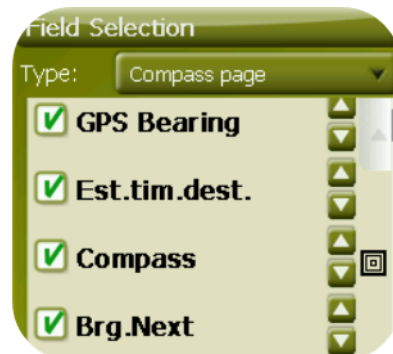 Field Selection
Type: Compass page
GPS Bearing
Est.tim.dest.
Compass
Brg.Next